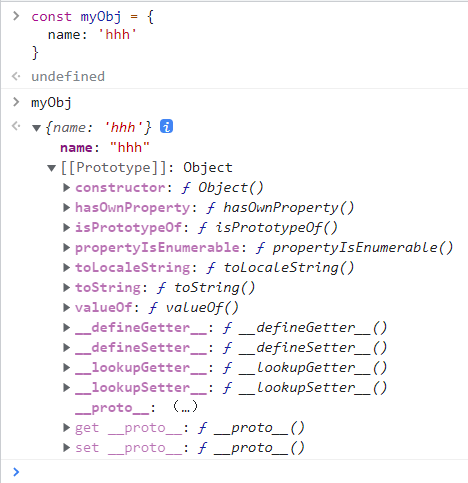 const myObj = {
name: 'hhh'
}
undefined
myObj
{name: 'hhh'} i
name: "hhh"
[[Prototype]]: Object
constructor: ƒ Object()
hasOwnProperty: ƒ hasOwnProperty()
isPrototypeOf: ƒ isPrototypeOf()
propertyIsEnumerable: ƒ propertyIsEnumerable()
toLocaleString: ƒ toLocaleString()
toString: ƒ toString()
valueOf: ƒ valueOf()
__defineGetter__: ƒ __defineGetter__()
__defineSetter__: ƒ __defineSetter__()
__lookupGetter__: ƒ __lookupGetter__()
__lookupSetter__: ƒ __lookupSetter__()
__proto__: (…)
get __proto__: ƒ __proto__()
set __proto__: ƒ __proto__()